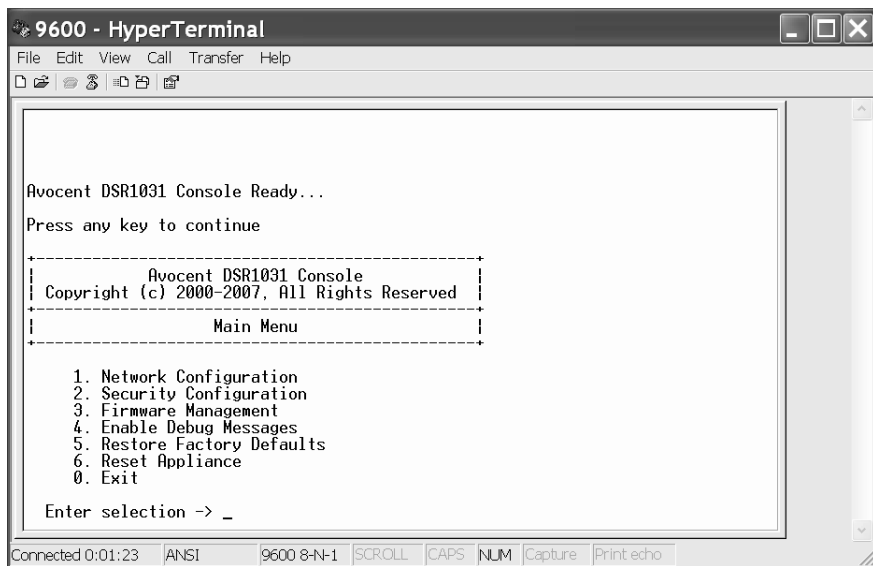 9600 - HyperTerminal
File Edit View Call Transfer Help
Avocent DSR1031 Console Ready...
Press any key to continue
Avocent DSR1031 Console
Copyright (c) 2000-2007, All Rights Reserved
Main Menu
1. Network Configuration
2. Security Configuration
3. Firmware Management
4. Enable Debug Messages
5. Restore Factory Defaults
6. Reset Appliance
0. Exit
Enter selection -> _
Connected 0:01:23 ANSI 9600 8-N-1 SCROLL CAPS NUM Capture Print echo